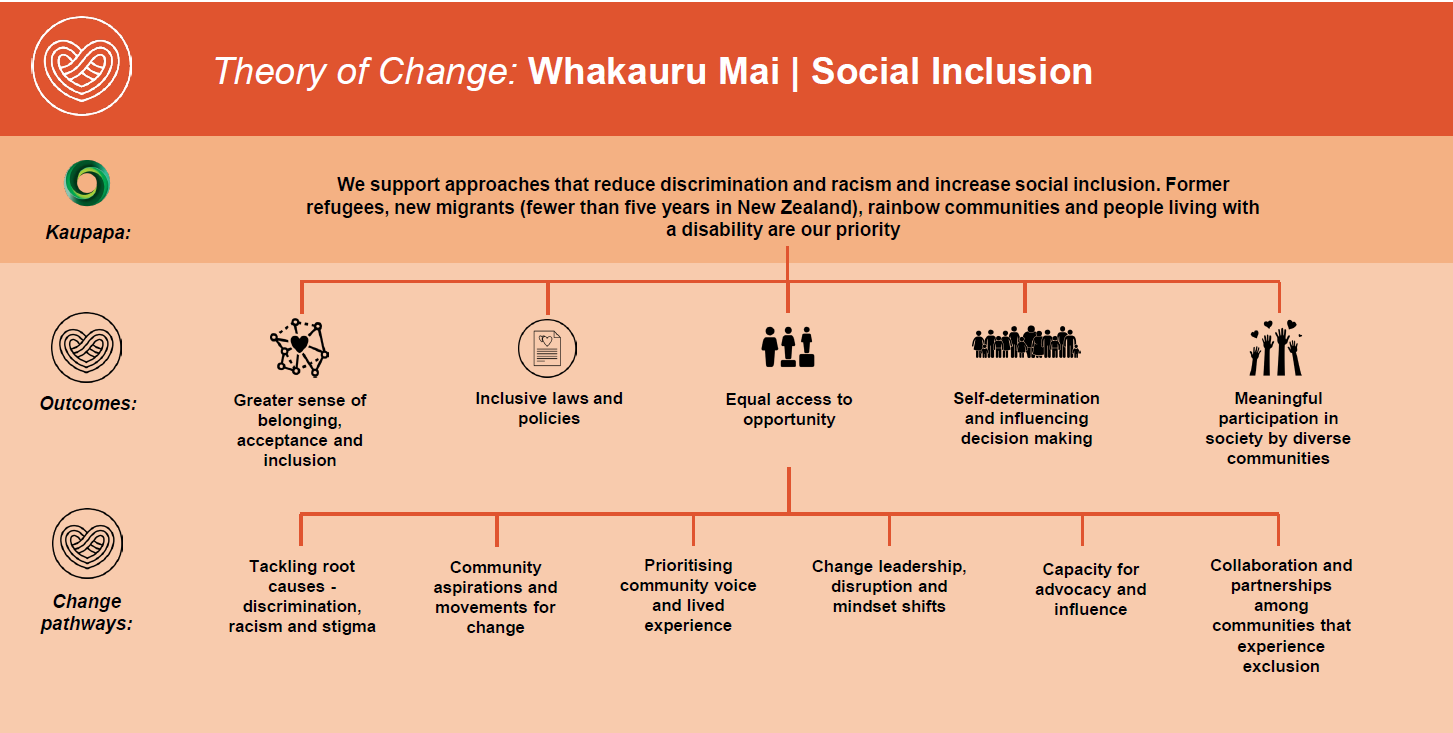 Theory of Change: Whakauru Mai | Social Inclusion
We support approaches that reduce discrimination and racism and increase social inclusion. Former
refugees, new migrants (fewer than five years in New Zealand), rainbow communities and people living with
a disability are our priority
Kaupapa:
Outcomes:
Greater sense of
belonging,
acceptance and
inclusion
Inclusive laws and
policies
Equal access to
opportunity
Self-determination
and influencing
decision making
Meaningful
participation in
society by diverse
communities
Change
pathways:
Tackling root
causes -
discrimination,
racism and stigma
Community
aspirations and
movements for
change
Prioritising
community voice
and lived
experience
Change leadership,
disruption and
mindset shifts
Capacity for
advocacy and
influence
Collaboration and
partnerships
among
communities that
experience
exclusion